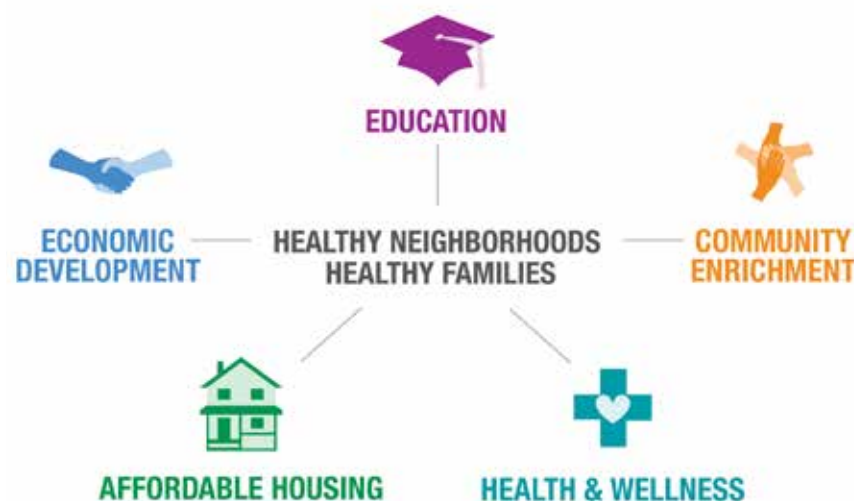 EDUCATION
ECONOMIC
DEVELOPMENT
HEALTHY NEIGHBORHOODS
HEALTHY FAMILIES
COMMUNITY
ENRICHMENT
AFFORDABLE HOUSING
HEALTH & WELLNESS